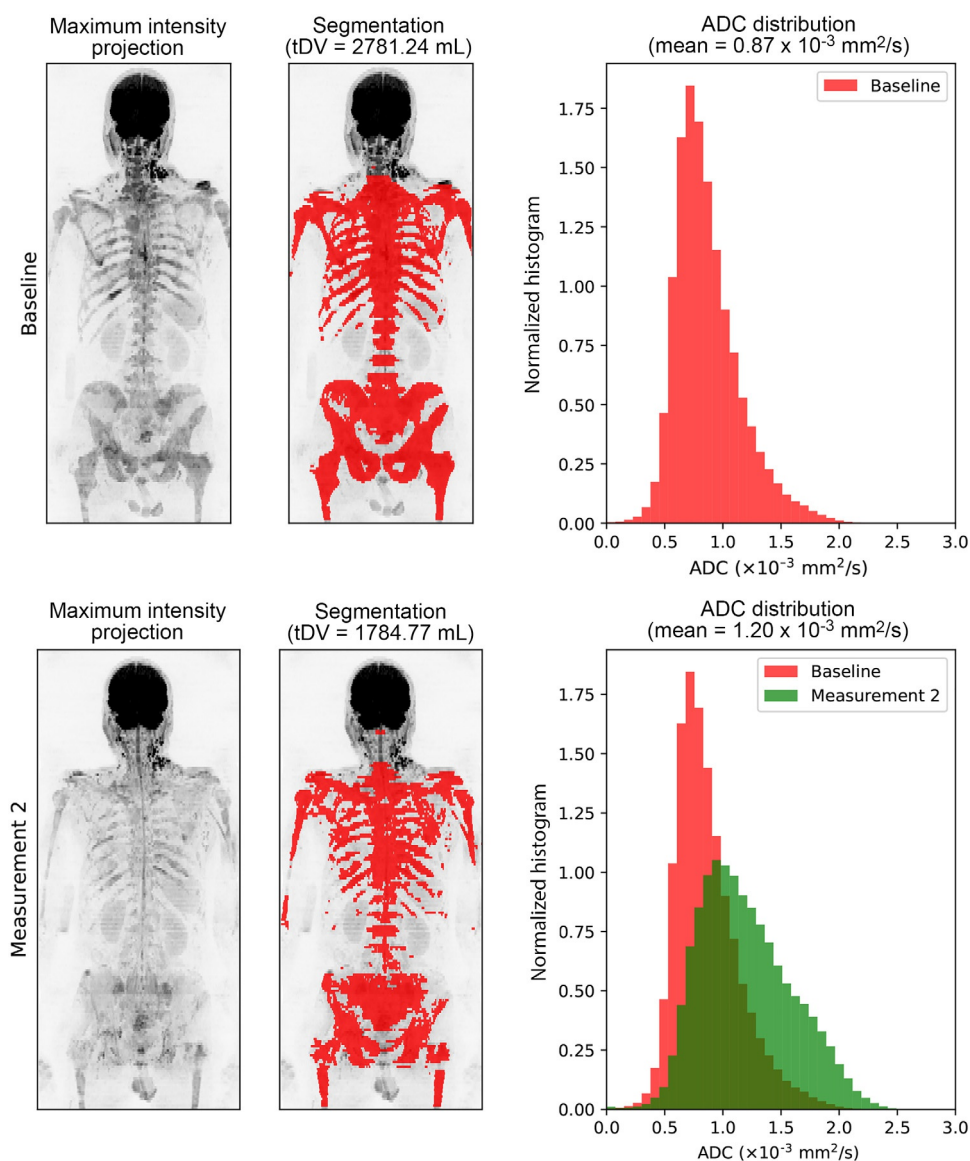 Maximum intensity
projection
Segmentation
(tDV = 2781.24 mL)
ADC distribution
(mean = 0.87 x 10⁻³ mm²/s)
Baseline
Baseline
Normalized histogram
1.75
1.50
1.25
1.00
0.75
0.50
0.25
0.00
0.0
0.5
1.0
1.5
2.0
2.5
3.0
ADC (×10⁻³ mm²/s)
Maximum intensity
projection
Segmentation
(tDV = 1784.77 mL)
ADC distribution
(mean = 1.20 x 10⁻³ mm²/s)
Measurement 2
Baseline
Measurement 2
Normalized histogram
1.75
1.50
1.25
1.00
0.75
0.50
0.25
0.00
0.0
0.5
1.0
1.5
2.0
2.5
3.0
ADC (×10⁻³ mm²/s)